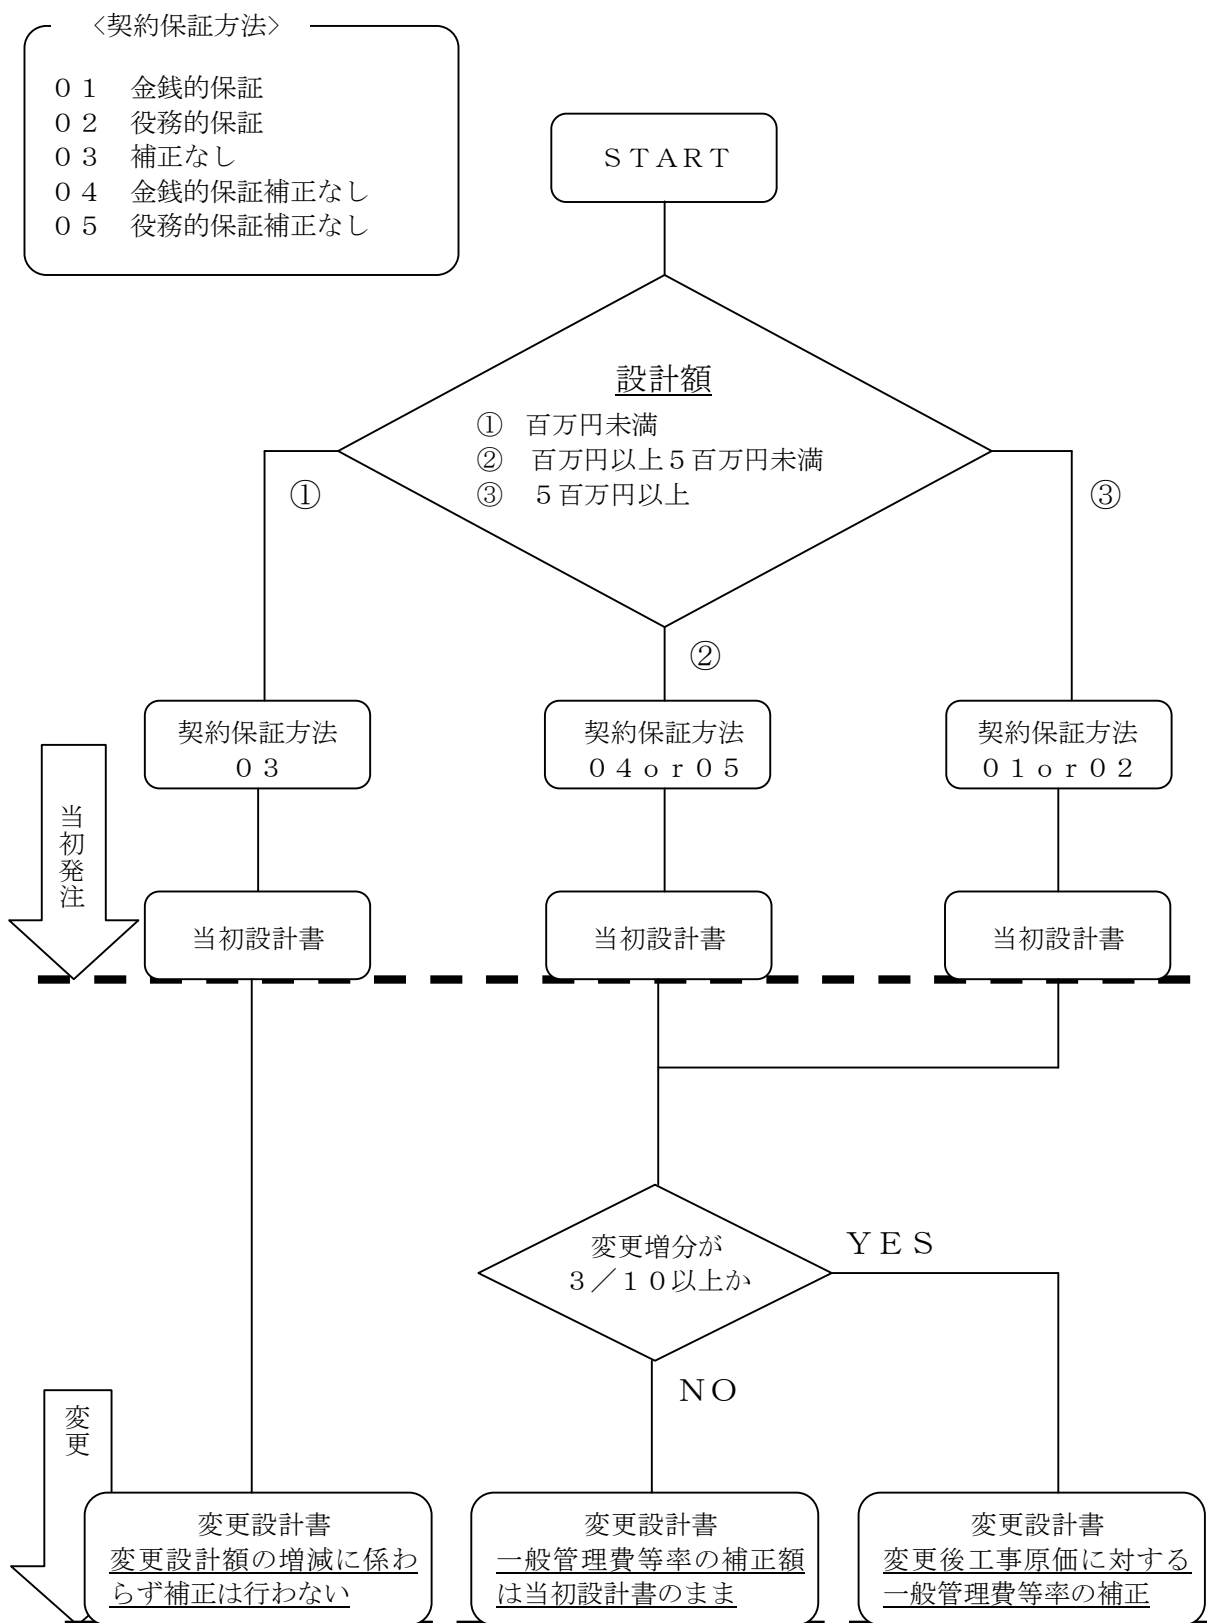 <契約保証方法>
０１　金銭的保証
０２　役務的保証
０３　補正なし
０４　金銭的保証補正なし
０５　役務的保証補正なし
ＳＴＡＲＴ
設計額
①　百万円未満
②　百万円以上５百万円未満
③　５百万円以上
①
③
②
契約保証方法
０３
契約保証方法
０４ｏｒ０５
契約保証方法
０１ｏｒ０２
当初発注
当初設計書
当初設計書
当初設計書
変更増分が
３／１０以上か
ＹＥＳ
ＮＯ
変更
変更設計書
変更設計額の増減に係わ
らず補正は行わない
変更設計書
一般管理費等率の補正額
は当初設計書のまま
変更設計書
変更後工事原価に対する
一般管理費等率の補正